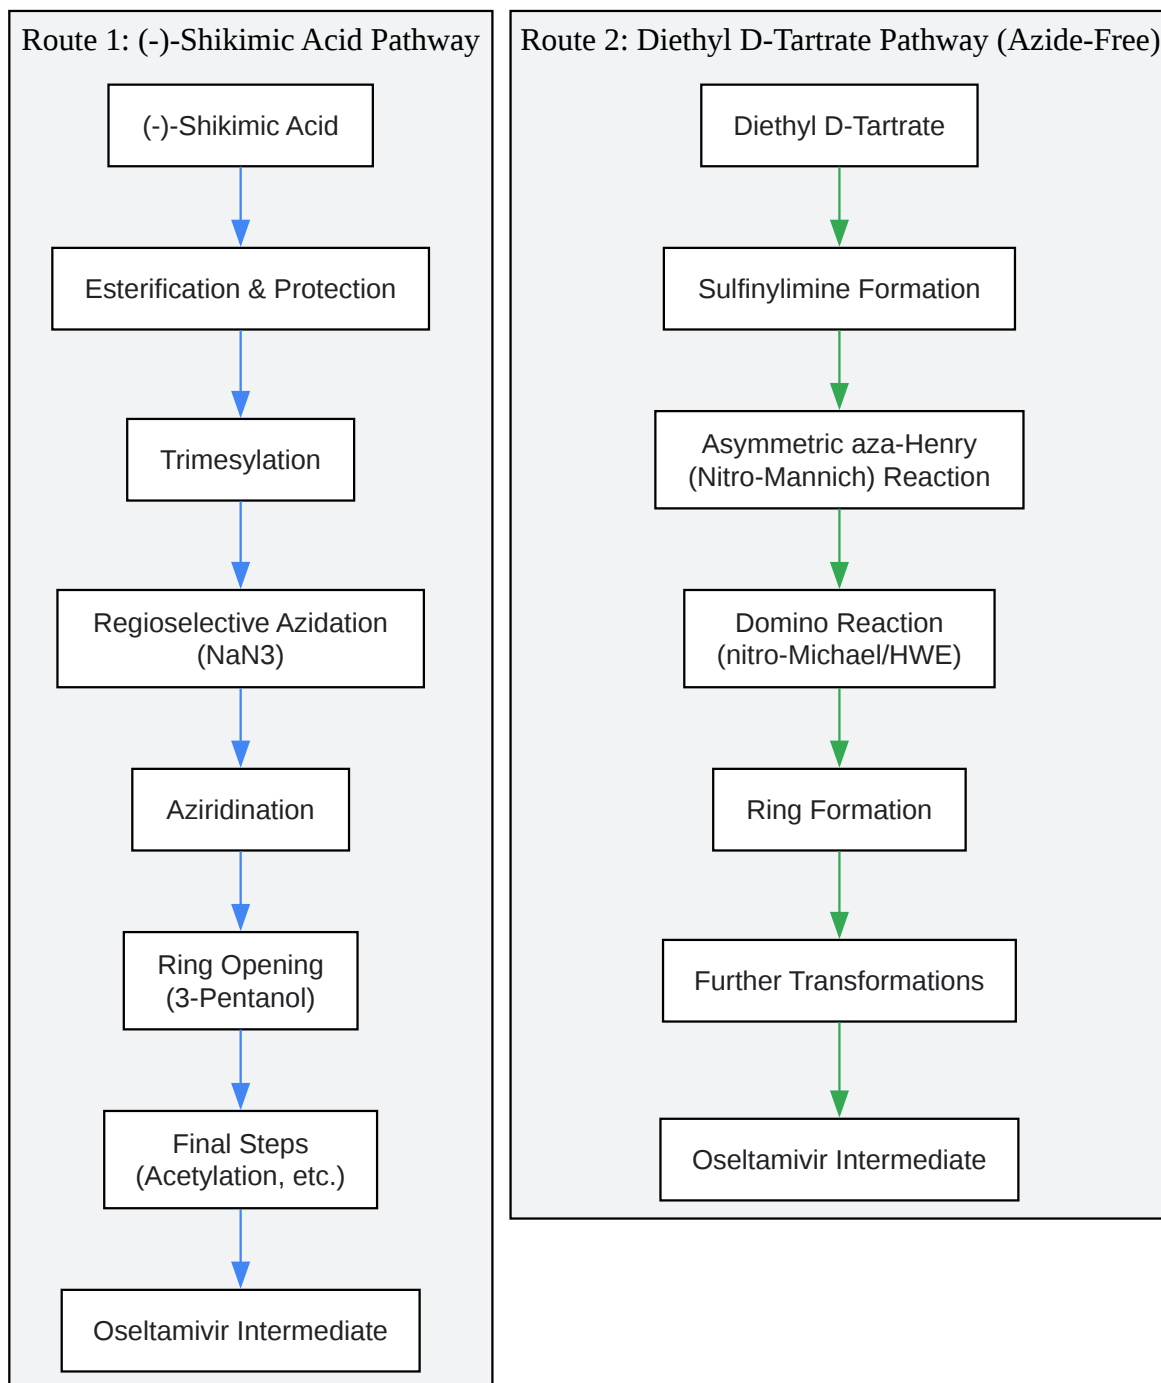 Route 1: (-)-Shikimic Acid Pathway
(-)-Shikimic Acid
Esterification & Protection
Trimesylation
Regioselective Azidation
(NaN3)
Aziridination
Ring Opening
(3-Pentanol)
Final Steps
(Acetylation, etc.)
Oseltamivir Intermediate
Route 2: Diethyl D-Tartrate Pathway (Azide-Free)
Diethyl D-Tartrate
Sulfinylimine Formation
Asymmetric aza-Henry
(Nitro-Mannich) Reaction
Domino Reaction
(nitro-Michael/HWE)
Ring Formation
Further Transformations
Oseltamivir Intermediate